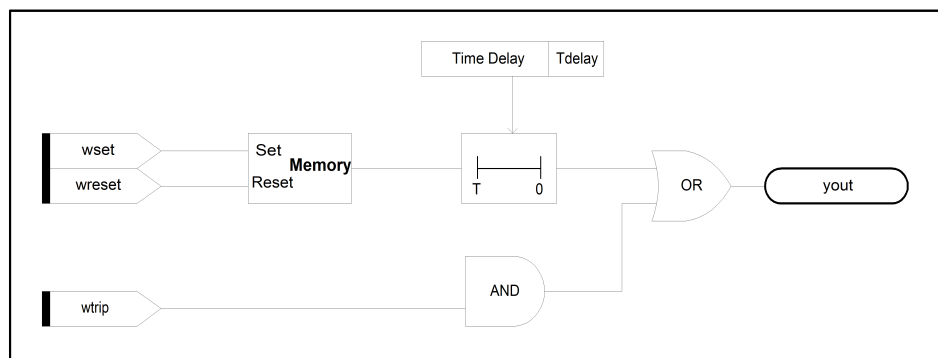 Time Delay Tdelay
wset
Set
Memory
wreset
Reset
T 0
OR
yout
AND
wtrip